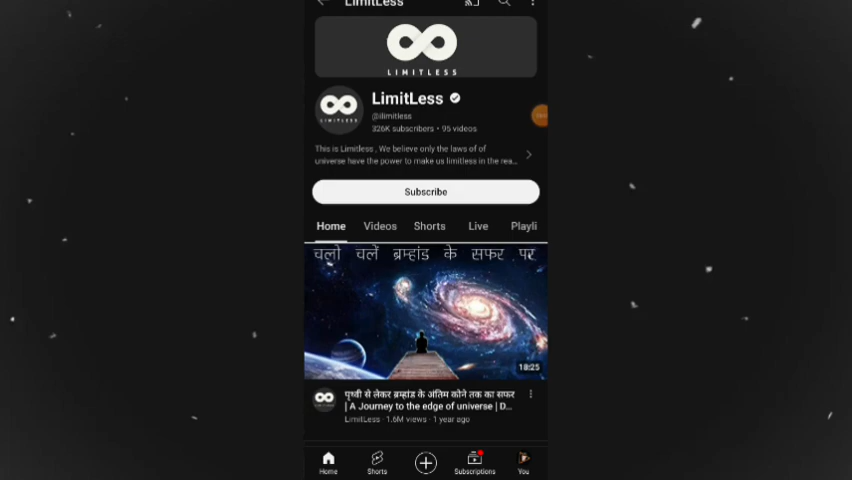 LimitLess
LIMITLESS
LimitLess
@ilimitless
326K subscribers • 95 videos
This is Limitless , We believe only the laws of of
universe have the power to make us limitless in the rea...
Subscribe
Home Videos Shorts Live Playli
चलो चलें ब्रम्हांड के सफर पर
18:25
पृथ्वी से लेकर ब्रम्हांड के अंतिम कोने तक का सफर
| A Journey to the edge of universe | D...
LimitLess · 1.6M views · 1 year ago
Home Shorts Subscriptions You